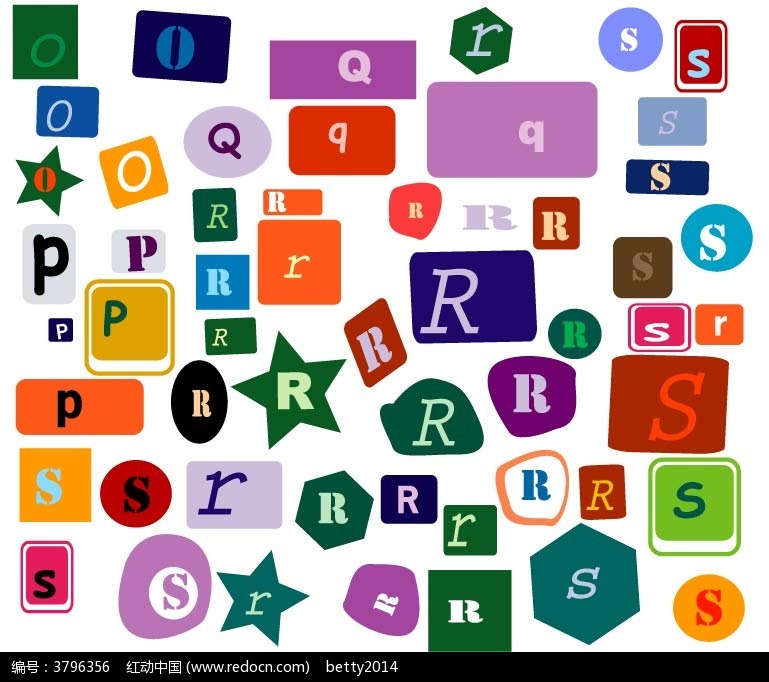 O O Q r S s
O Q q q S
O O S
R R R R R S
p P R r R S
P P R R s r
p R R R R R S
S S r R R r R R s
s S r R R S S
编号：3796356 红动中国 (www.redocn.com) betty2014